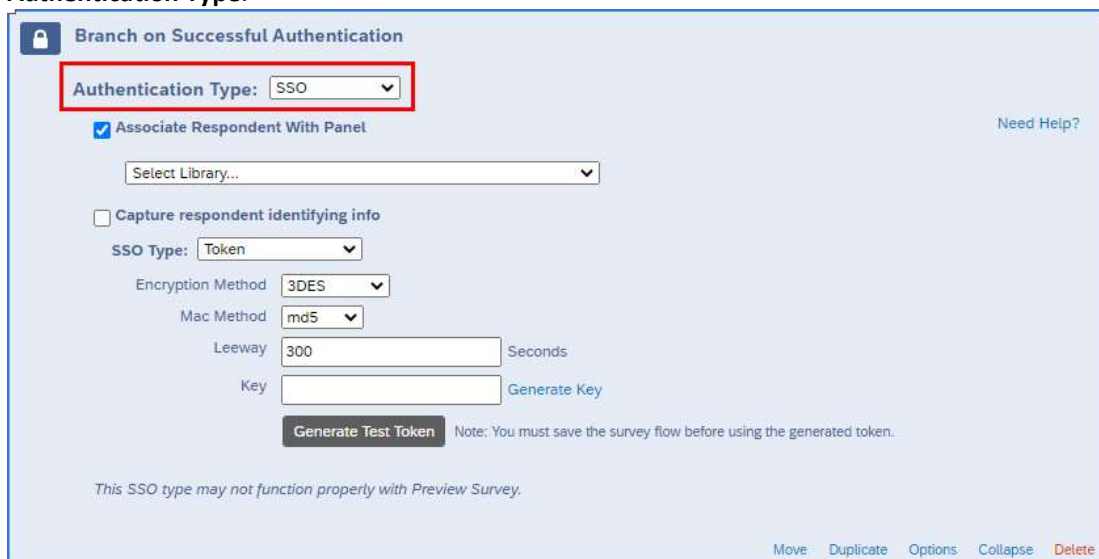 Authentication Type:
Branch on Successful Authentication
Authentication Type: SSO
Associate Respondent With Panel
Need Help?
Select Library...
Capture respondent identifying info
SSO Type: Token
Encryption Method 3DES
Mac Method md5
Leeway 300 Seconds
Key Generate Key
Generate Test Token Note: You must save the survey flow before using the generated token.
This SSO type may not function properly with Preview Survey.
Move Duplicate Options Collapse Delete